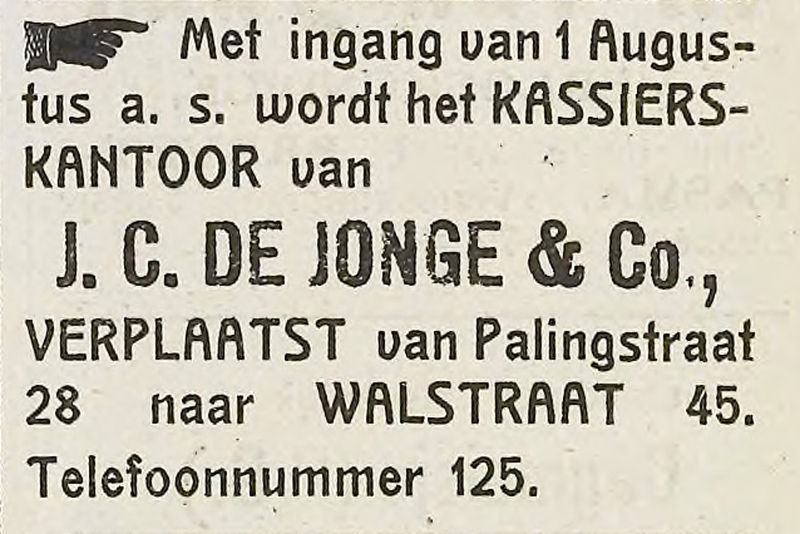 Met ingang van 1 Augus-
tus a. s. wordt het KASSIERS-
KANTOOR van
J. C. DE JONGE & Co.,
VERPLAATST van Palingstraat
28 naar WALSTRAAT 45.
Telefoonnummer 125.